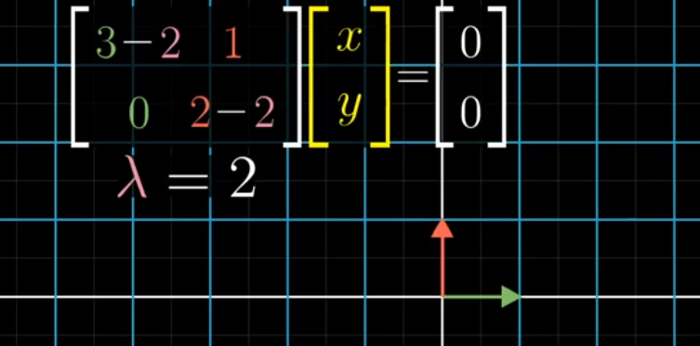 [3−2 1] [x] = [0]
[0 2−2] [y] [0]
λ = 2